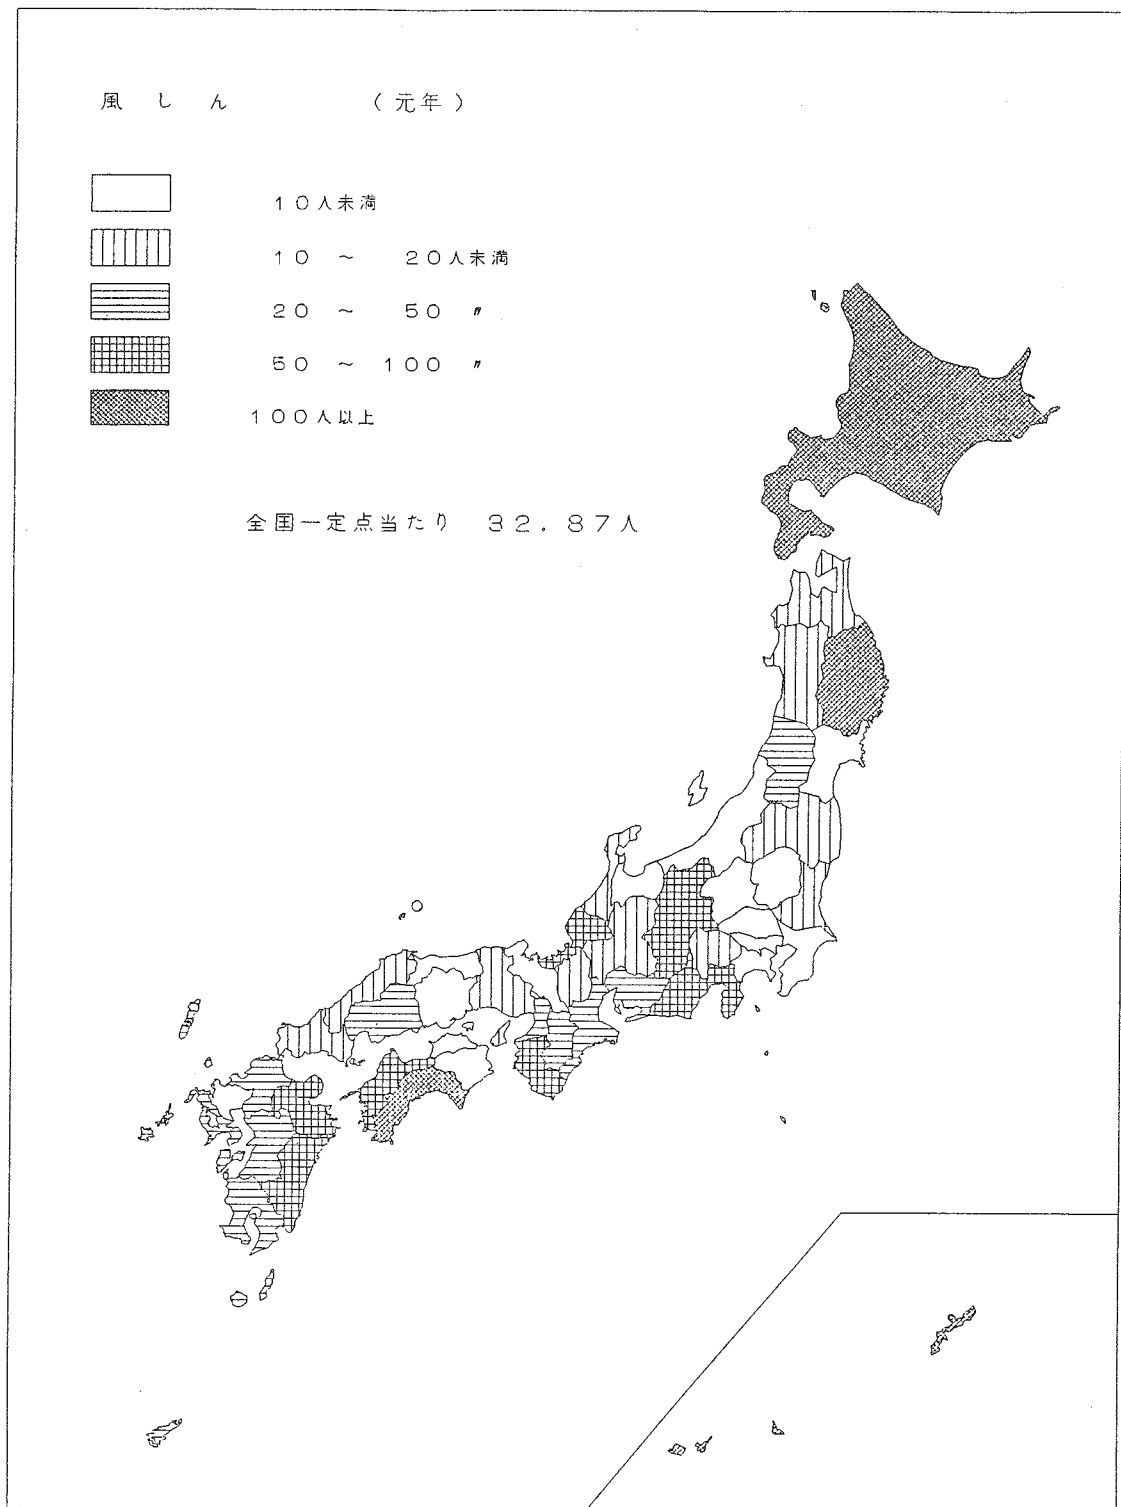 風しん (元年)
10人未満
10 ~ 20人未満
20 ~ 50 〃
50 ~ 100 〃
100人以上
全国一定点当たり 32.87人